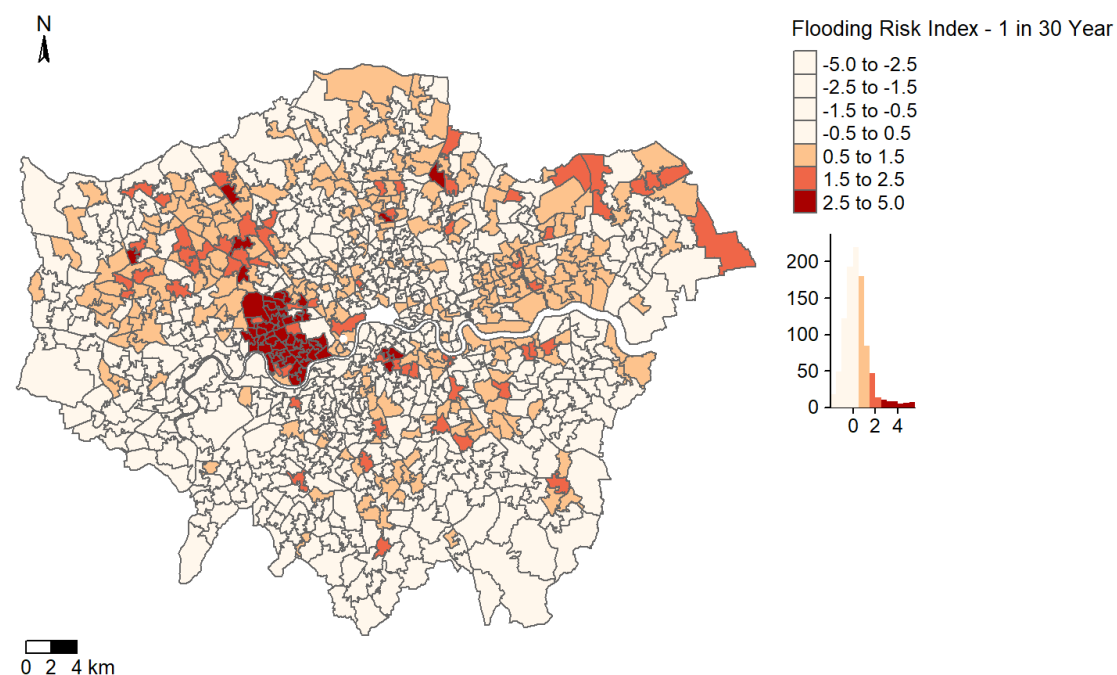 N
Flooding Risk Index - 1 in 30 Year
-5.0 to -2.5
-2.5 to -1.5
-1.5 to -0.5
-0.5 to 0.5
0.5 to 1.5
1.5 to 2.5
2.5 to 5.0
200
150
100
50
0
0 2 4
0 2 4 km